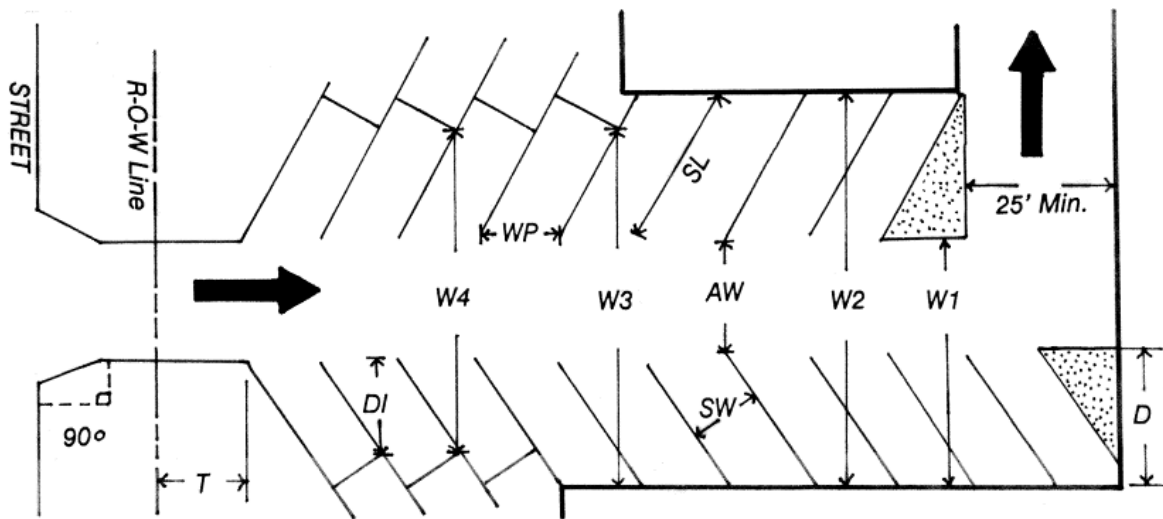 STREET
R-O-W Line
SL
25' Min.
WP
W4
W3
AW
W2
W1
DI
SW
D
90°
T